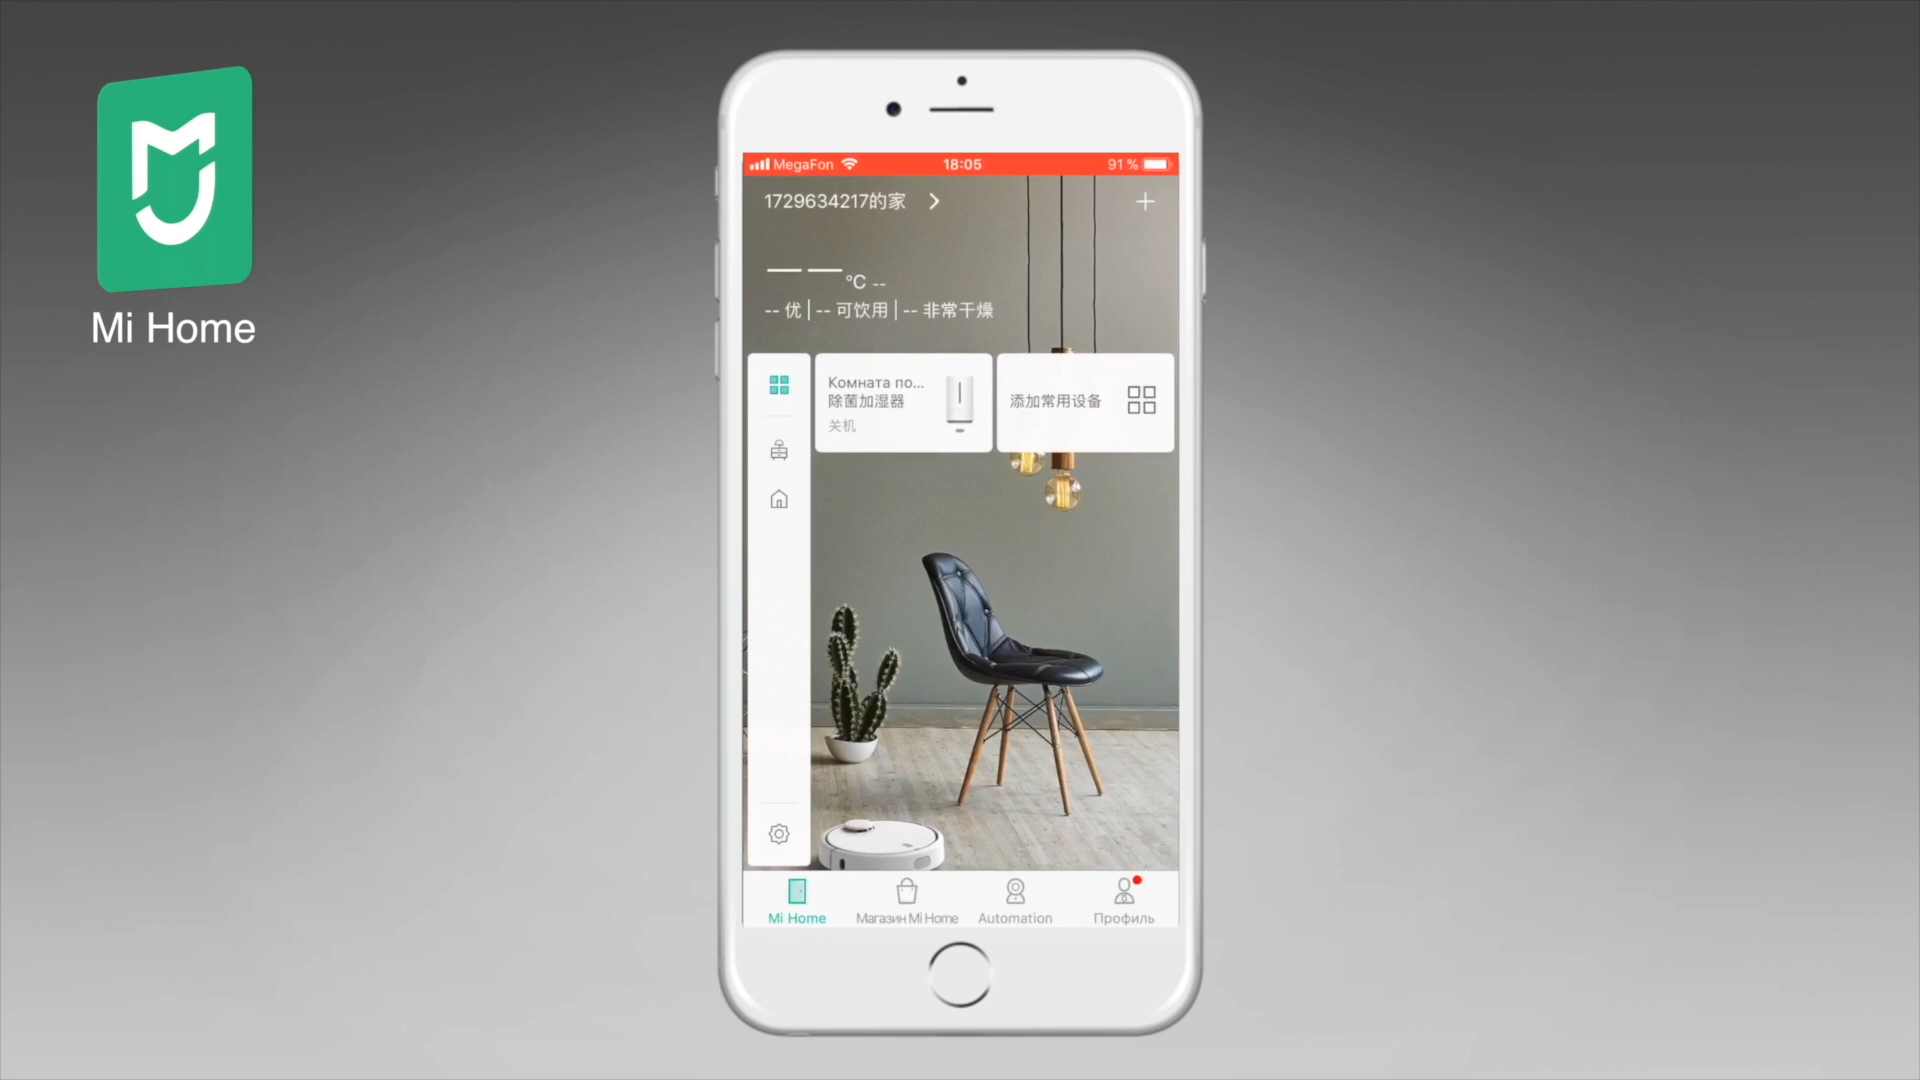 Mi Home
MegaFon 18:05 91 %
1729634217的家
°C --
-- 优 | -- 可饮用 | -- 非常干燥
Комната по...
除菌加湿器
关机
添加常用设备
Mi Home Магазин Mi Home Automation Профиль